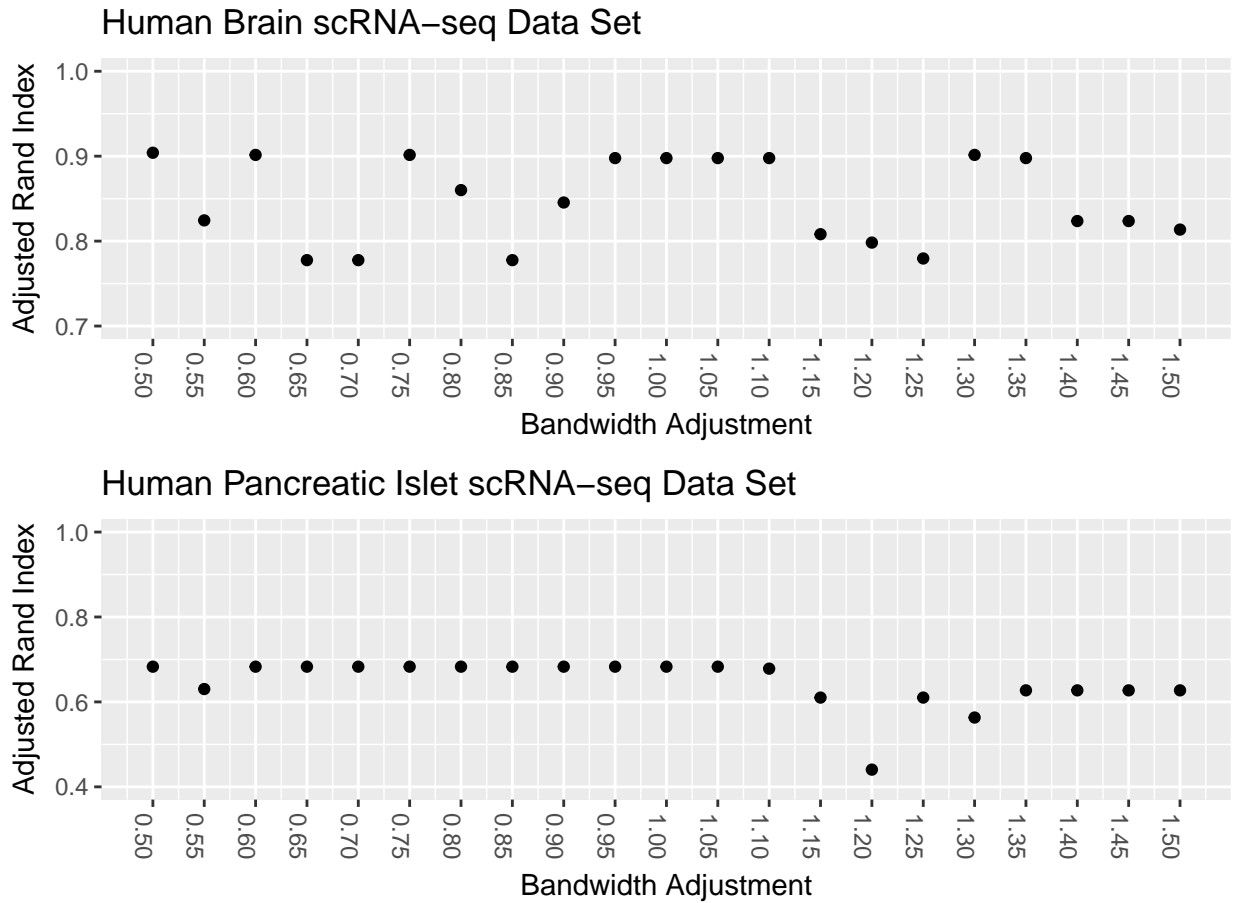 Human Brain scRNA−seq Data Set
Adjusted Rand Index
1.0
0.9
0.8
0.7
0.50 0.55 0.60 0.65 0.70 0.75 0.80 0.85 0.90 0.95 1.00 1.05 1.10 1.15 1.20 1.25 1.30 1.35 1.40 1.45 1.50
Bandwidth Adjustment
Human Pancreatic Islet scRNA−seq Data Set
Adjusted Rand Index
1.0
0.8
0.6
0.4
0.50 0.55 0.60 0.65 0.70 0.75 0.80 0.85 0.90 0.95 1.00 1.05 1.10 1.15 1.20 1.25 1.30 1.35 1.40 1.45 1.50
Bandwidth Adjustment